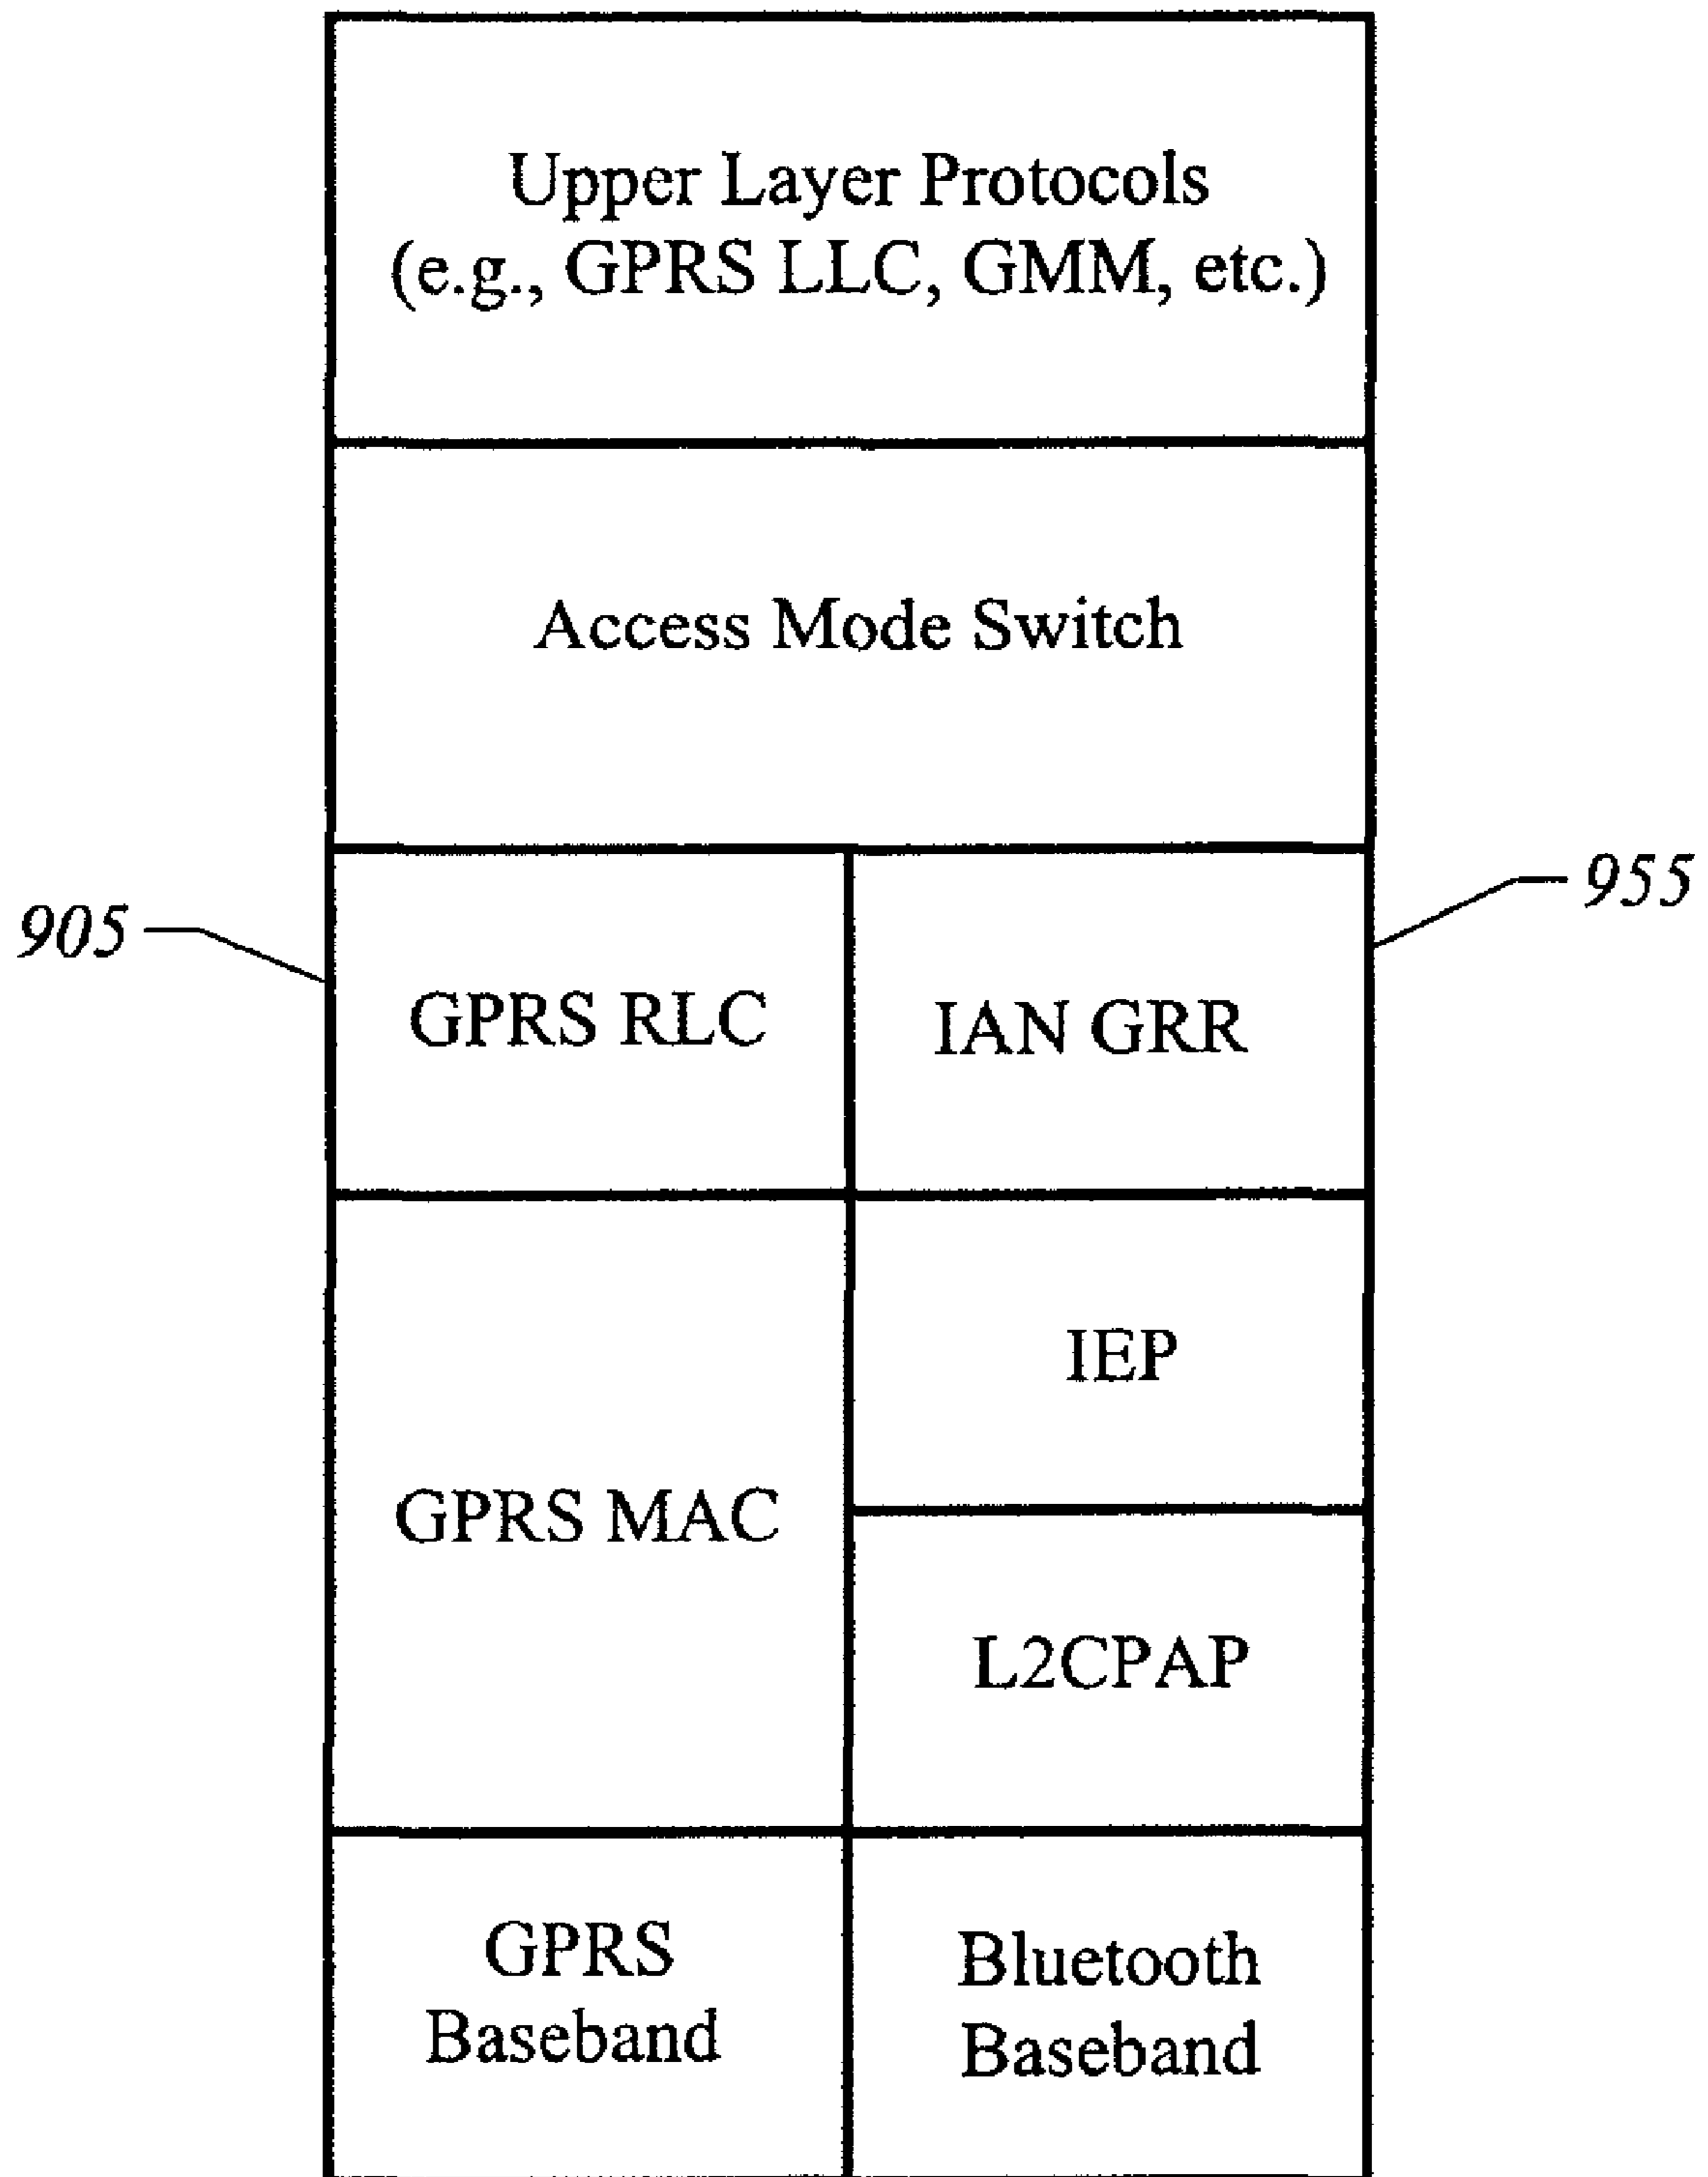 Upper Layer Protocols
(e.g., GPRS LLC, GMM, etc.)
Access Mode Switch
905
955
GPRS RLC
IAN GRR
IEP
GPRS MAC
L2CPAP
GPRS
Baseband
Bluetooth
Baseband